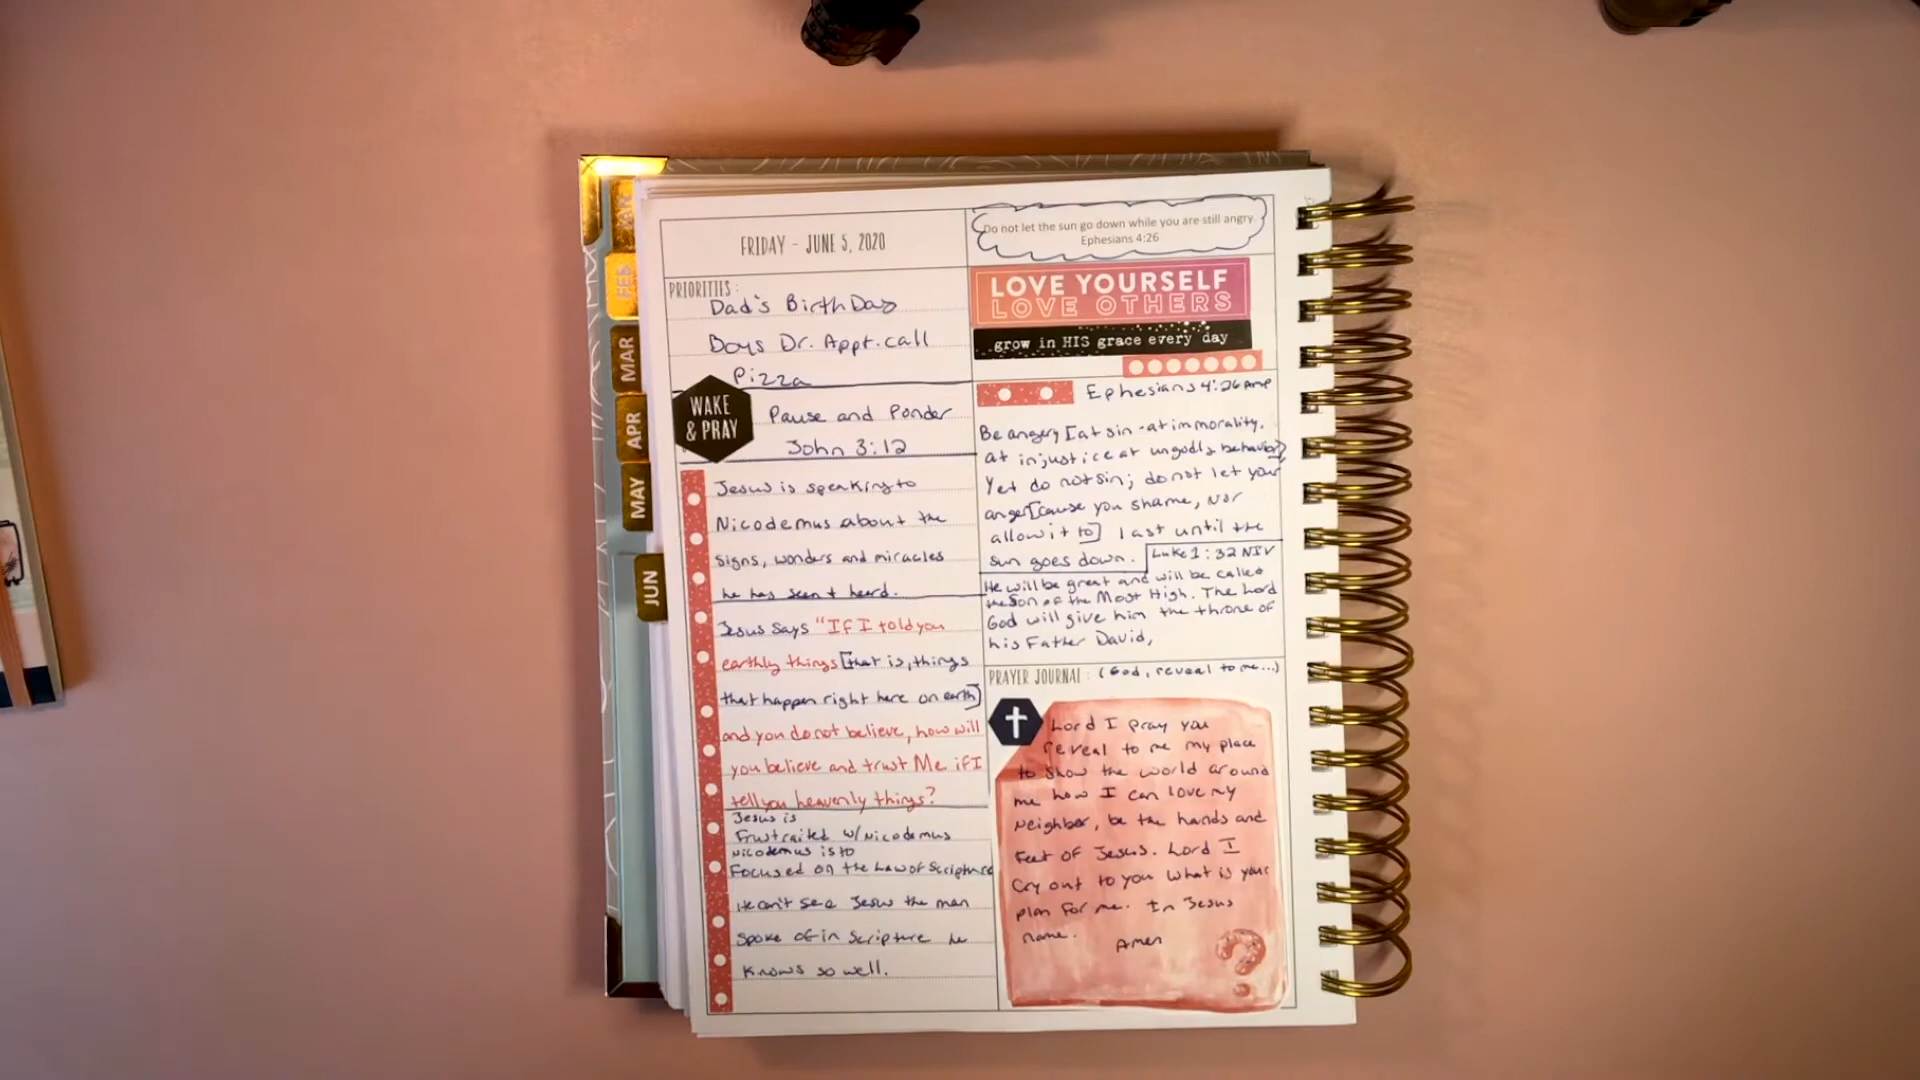 JAN
FEB
MAR
APR
MAY
JUN
FRIDAY - JUNE 5, 2020
PRIORITIES:
Dad's BirthDay
Boys Dr. Appt. call
Pizza
WAKE
& PRAY
Pause and Ponder
John 3:12
Jesus is speaking to
Nicodemus about the
signs, wonders and miracles
he has seen + heard.
Jesus says "If I told you
earthly things [that is, things
that happen right here on earth]
and you do not believe, how will
you believe and trust Me if I
tell you heavenly things?
Jesus is
Frustraited w/Nicodemus
Nicodemus is to
Focused on the Law of Scripture
He can't see Jesus the man
spoke of in Scripture he
knows so well.
Do not let the sun go down while you are still angry.
Ephesians 4:26
LOVE YOURSELF
LOVE OTHERS
grow in HIS grace every day
Ephesians 4:26 AMP
Be angery [at sin - at immorality,
at injustice at ungodly behavior]
Yet do not sin; do not let your
anger [cause you shame, Nor
allow it to] last until the
sun goes down.
Luke 1:32 NIV
He will be great and will be called
the Son of the Most High. The Lord
God will give him the throne of
his Father David,
PRAYER JOURNAL: (God, reveal to me...)
Lord I pray you
reveal to me my place
to show the world around
me how I can love my
Neighbor, be the hands and
Feet of Jesus. Lord I
Cry out to you what is your
plan for me. In Jesus
name.
Amen
?